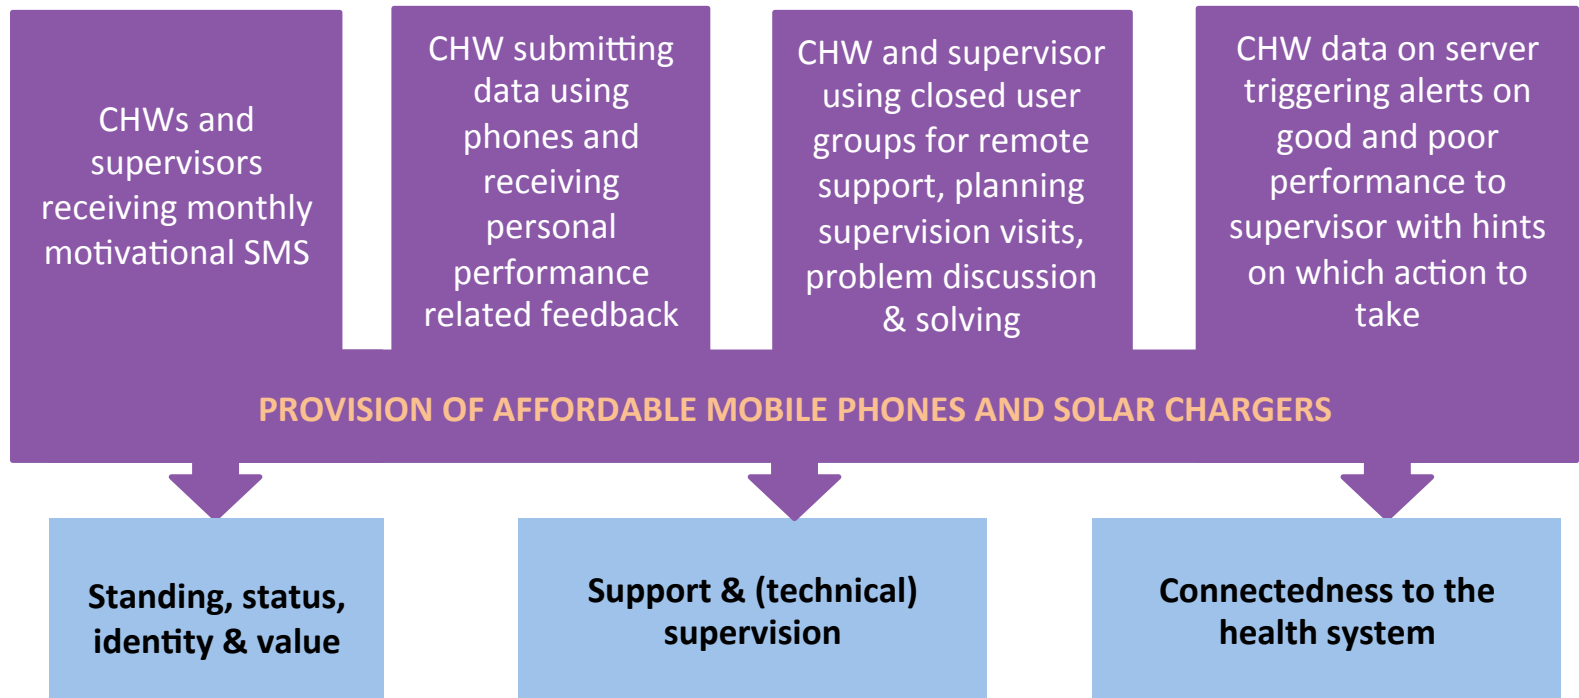 CHWs and
supervisors
receiving monthly
motivational SMS
CHW submitting
data using
phones and
receiving
personal
performance
related feedback
CHW and supervisor
using closed user
groups for remote
support, planning
supervision visits,
problem discussion
& solving
CHW data on server
triggering alerts on
good and poor
performance to
supervisor with hints
on which action to
take
PROVISION OF AFFORDABLE MOBILE PHONES AND SOLAR CHARGERS
Standing, status,
identity & value
Support & (technical)
supervision
Connectedness to the
health system